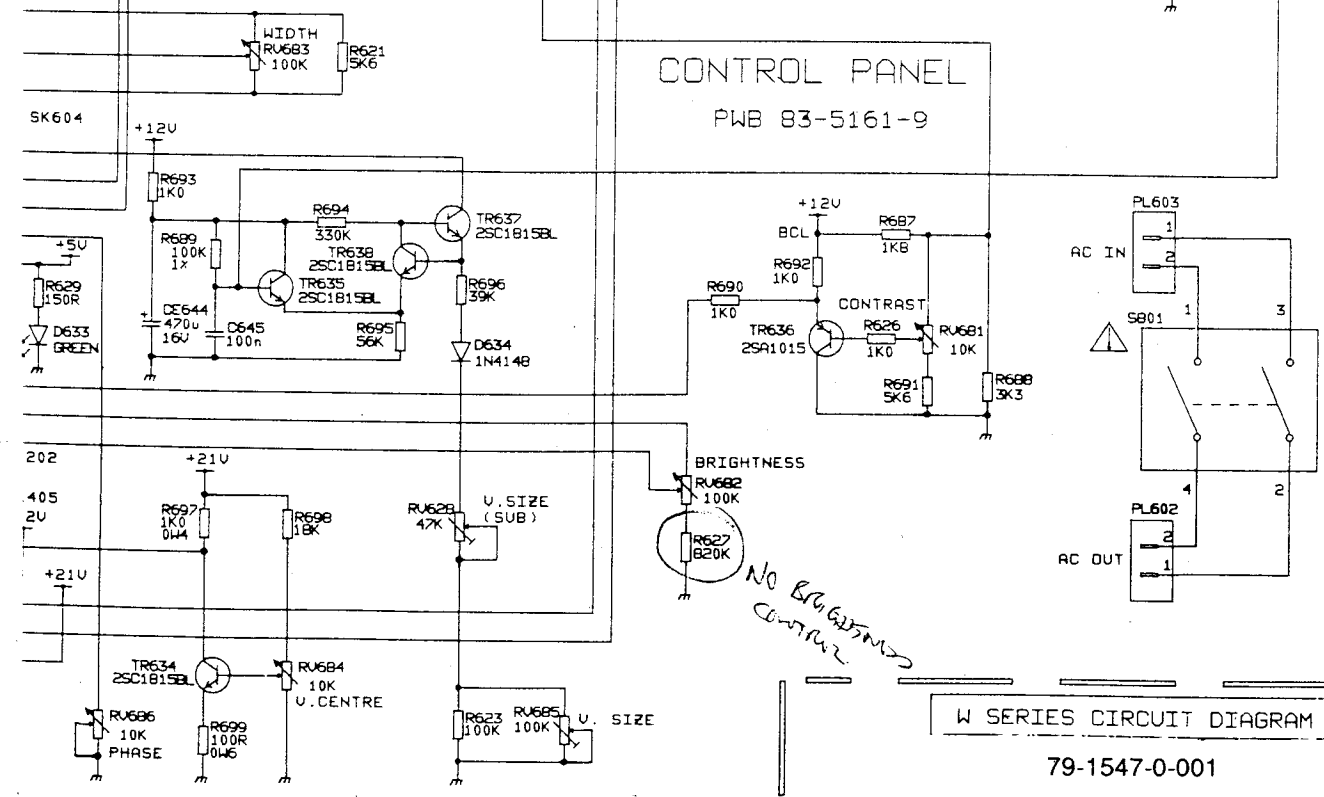 WIDTH
RV683
100K
R621
5K6
CONTROL PANEL
PWB 83-5161-9
SK604
+12V
R693
1K0
R694
330K
TR637
2SC1815BL
R689
100K
1%
TR638
2SC1815BL
TR635
2SC1815BL
R696
39K
+5V
R629
150R
D633
GREEN
+
CE644
470u
16V
C645
100n
R695
56K
D634
1N4148
+12V
BCL
R687
1K8
R692
1K0
R690
1K0
CONTRAST
TR636
2SA1015
R626
1K0
RV681
10K
R691
5K6
R688
3K3
PL603
1
2
AC IN
S801
1
3
4
2
PL602
2
1
AC OUT
202
.405
2V
+21V
R697
1K0
0W4
R698
18K
RV628
47K
V.SIZE
(SUB)
BRIGHTNESS
RV682
100K
R627
820K
NO BRIGHTNESS
CONTROL
+21V
TR634
2SC1815BL
RV684
10K
V.CENTRE
RV686
10K
PHASE
R699
100R
0W6
R623
100K
RV685
100K
V. SIZE
W SERIES CIRCUIT DIAGRAM
79-1547-0-001